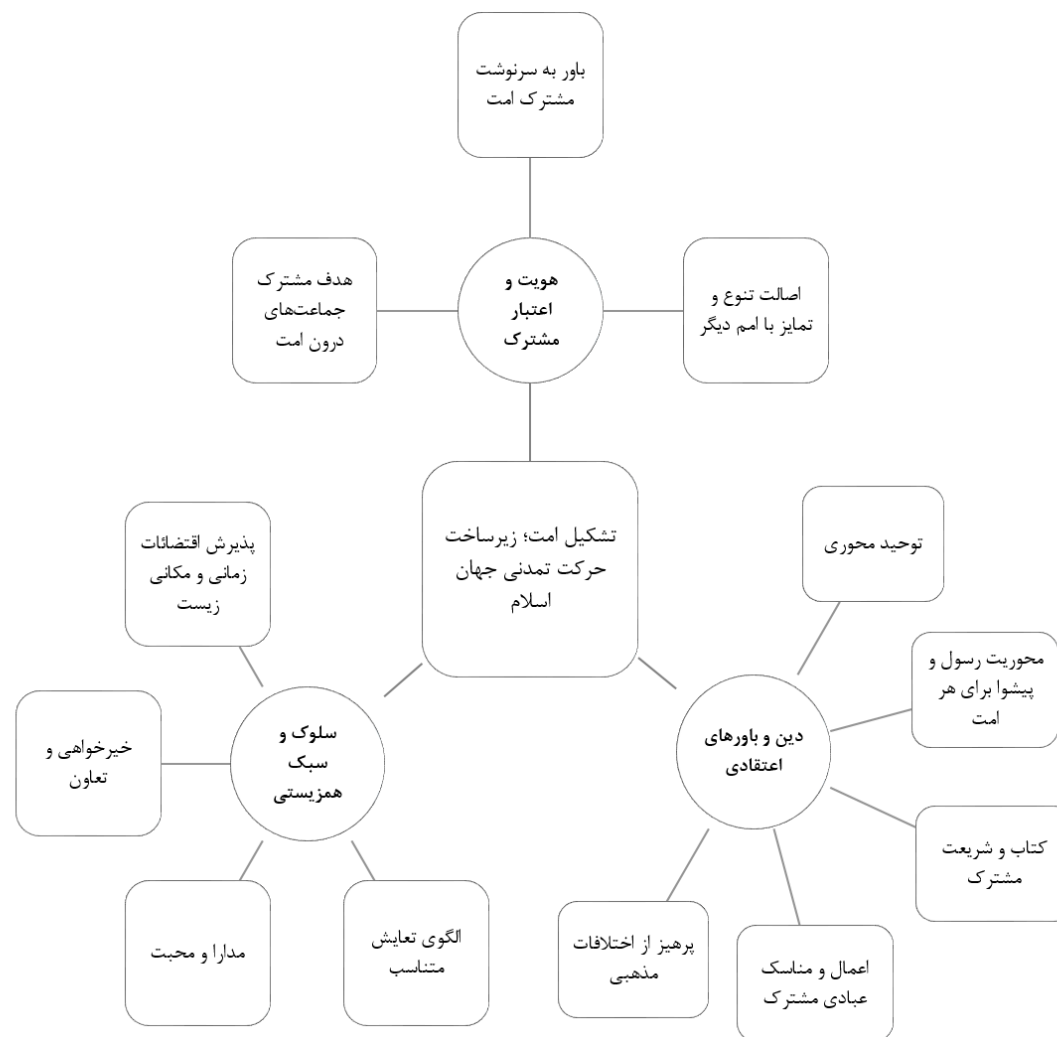 باور به سرنوشت
مشترک امت
هدف مشترک
جماعت‌های
درون امت
هویت و
اعتبار
مشترک
اصالت تنوع و
تمایز با امم دیگر
تشکیل امت؛ زیرساخت
حرکت تمدنی جهان
اسلام
توحید محوری
محوریت رسول و
پیشوا برای هر
امت
دین و باورهای
اعتقادی
کتاب و شریعت
مشترک
اعمال و مناسک
عبادی مشترک
پرهیز از اختلافات
مذهبی
پذیرش اقتضائات
زمانی و مکانی
زیست
سلوک و
سبک
همزیستی
خیرخواهی و
تعاون
مدارا و محبت
الگوی تعایش
متناسب